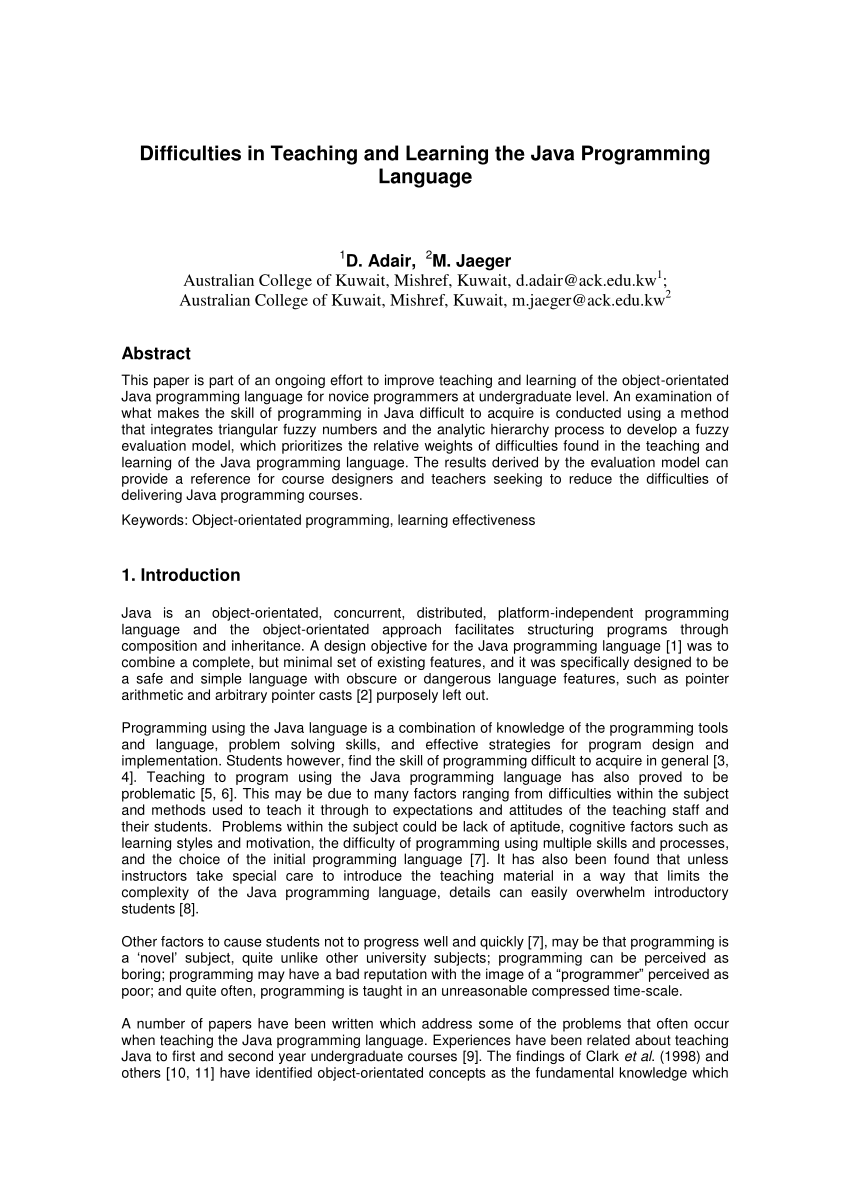 Difficulties in Teaching and Learning the Java Programming
Language
1D. Adair, 2M. Jaeger
Australian College of Kuwait, Mishref, Kuwait, d.adair@ack.edu.kw1;
Australian College of Kuwait, Mishref, Kuwait, m.jaeger@ack.edu.kw2
Abstract
This paper is part of an ongoing effort to improve teaching and learning of the object-orientated
Java programming language for novice programmers at undergraduate level. An examination of
what makes the skill of programming in Java difficult to acquire is conducted using a method
that integrates triangular fuzzy numbers and the analytic hierarchy process to develop a fuzzy
evaluation model, which prioritizes the relative weights of difficulties found in the teaching and
learning of the Java programming language. The results derived by the evaluation model can
provide a reference for course designers and teachers seeking to reduce the difficulties of
delivering Java programming courses.
Keywords: Object-orientated programming, learning effectiveness
1. Introduction
Java is an object-orientated, concurrent, distributed, platform-independent programming
language and the object-orientated approach facilitates structuring programs through
composition and inheritance. A design objective for the Java programming language [1] was to
combine a complete, but minimal set of existing features, and it was specifically designed to be
a safe and simple language with obscure or dangerous language features, such as pointer
arithmetic and arbitrary pointer casts [2] purposely left out.
Programming using the Java language is a combination of knowledge of the programming tools
and language, problem solving skills, and effective strategies for program design and
implementation. Students however, find the skill of programming difficult to acquire in general [3,
4]. Teaching to program using the Java programming language has also proved to be
problematic [5, 6]. This may be due to many factors ranging from difficulties within the subject
and methods used to teach it through to expectations and attitudes of the teaching staff and
their students. Problems within the subject could be lack of aptitude, cognitive factors such as
learning styles and motivation, the difficulty of programming using multiple skills and processes,
and the choice of the initial programming language [7]. It has also been found that unless
instructors take special care to introduce the teaching material in a way that limits the
complexity of the Java programming language, details can easily overwhelm introductory
students [8].
Other factors to cause students not to progress well and quickly [7], may be that programming is
a ‘novel’ subject, quite unlike other university subjects; programming can be perceived as
boring; programming may have a bad reputation with the image of a “programmer” perceived as
poor; and quite often, programming is taught in an unreasonable compressed time-scale.
A number of papers have been written which address some of the problems that often occur
when teaching the Java programming language. Experiences have been related about teaching
Java to first and second year undergraduate courses [9]. The findings of Clark et al. (1998) and
others [10, 11] have identified object-orientated concepts as the fundamental knowledge which